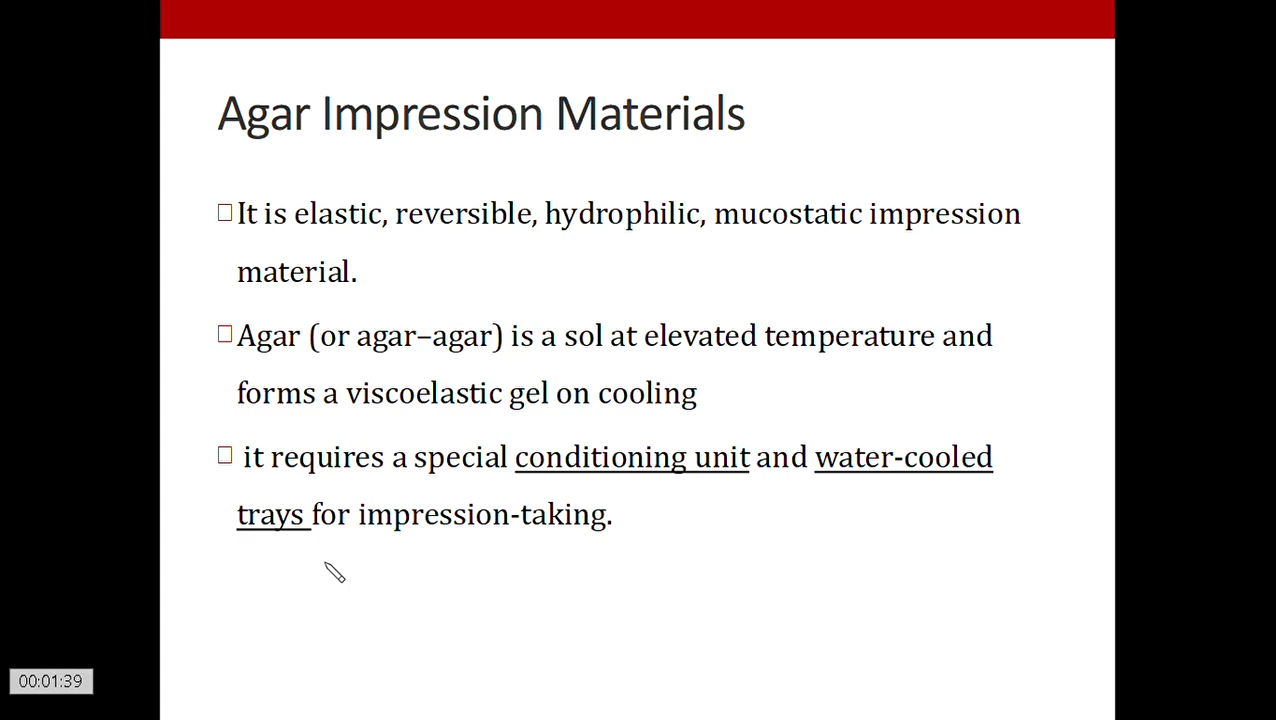 Agar Impression Materials
It is elastic, reversible, hydrophilic, mucostatic impression
material.
Agar (or agar–agar) is a sol at elevated temperature and
forms a viscoelastic gel on cooling
it requires a special conditioning unit and water-cooled
trays for impression-taking.
00:01:39